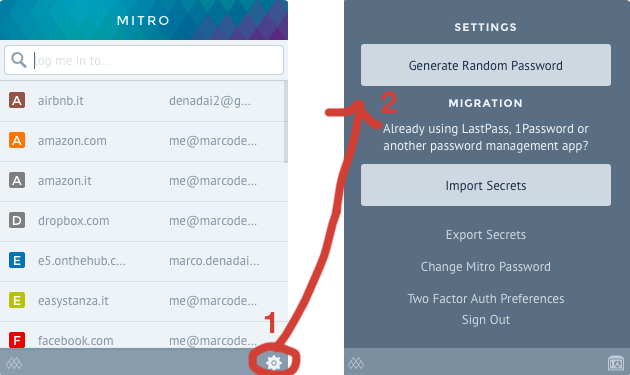 MITRO
log me in to...
A airbnb.it denadai2@g...
A amazon.com me@marcode...
A amazon.it me@marcode...
D dropbox.com me@marcode...
E e5.onthehub.c... marco.denadai...
E easystanza.it me@marcode...
F facebook.com me@marcode...
1
SETTINGS
Generate Random Password
2
MIGRATION
Already using LastPass, 1Password or
another password management app?
Import Secrets
Export Secrets
Change Mitro Password
Two Factor Auth Preferences
Sign Out